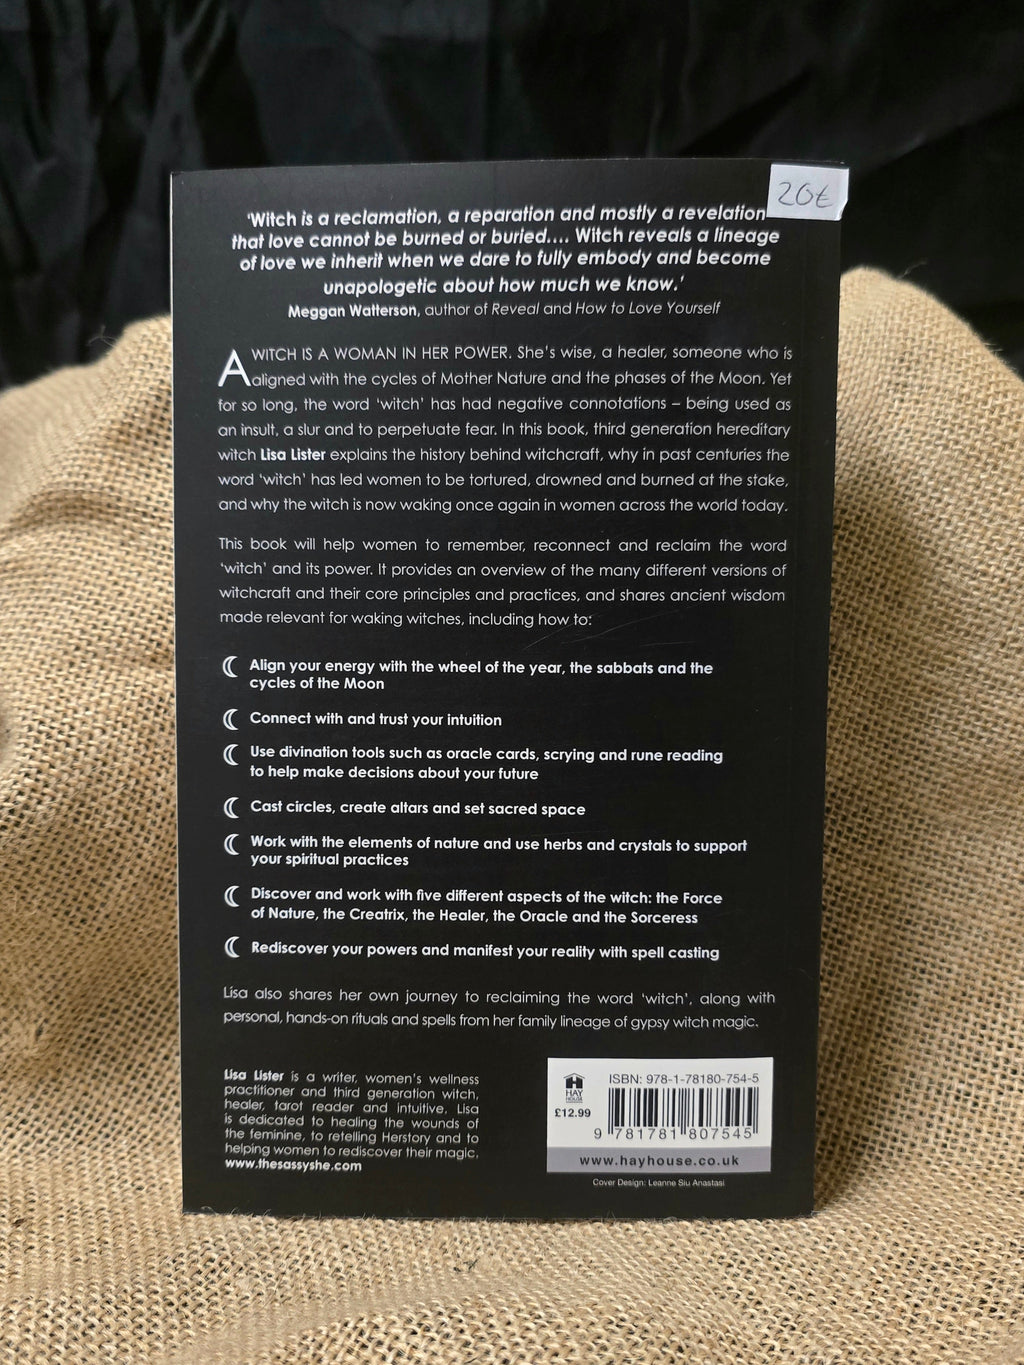 20€
'Witch is a reclamation, a reparation and mostly a revelation
that love cannot be burned or buried.... Witch reveals a lineage
of love we inherit when we dare to fully embody and become
unapologetic about how much we know.'
Meggan Watterson, author of Reveal and How to Love Yourself
A WITCH IS A WOMAN IN HER POWER. She's wise, a healer, someone who is
aligned with the cycles of Mother Nature and the phases of the Moon. Yet
for so long, the word 'witch' has had negative connotations – being used as
an insult, a slur and to perpetuate fear. In this book, third generation hereditary
witch Lisa Lister explains the history behind witchcraft, why in past centuries the
word 'witch' has led women to be tortured, drowned and burned at the stake,
and why the witch is now waking once again in women across the world today.
This book will help women to remember, reconnect and reclaim the word
'witch' and its power. It provides an overview of the many different versions of
witchcraft and their core principles and practices, and shares ancient wisdom
made relevant for waking witches, including how to:
Align your energy with the wheel of the year, the sabbats and the
cycles of the Moon
Connect with and trust your intuition
Use divination tools such as oracle cards, scrying and rune reading
to help make decisions about your future
Cast circles, create altars and set sacred space
Work with the elements of nature and use herbs and crystals to support
your spiritual practices
Discover and work with five different aspects of the witch: the Force
of Nature, the Creatrix, the Healer, the Oracle and the Sorceress
Rediscover your powers and manifest your reality with spell casting
Lisa also shares her own journey to reclaiming the word 'witch', along with
personal, hands-on rituals and spells from her family lineage of gypsy witch magic.
Lisa Lister is a writer, women's wellness
practitioner and third generation witch,
healer, tarot reader and intuitive. Lisa
is dedicated to healing the wounds of
the feminine, to retelling Herstory and to
helping women to rediscover their magic.
www.thesassyshe.com
ISBN: 978-1-78180-754-5
HAY
HOUSE
£12.99
9 781781 807545
www.hayhouse.co.uk
Cover Design: Leanne Siu Anastasi